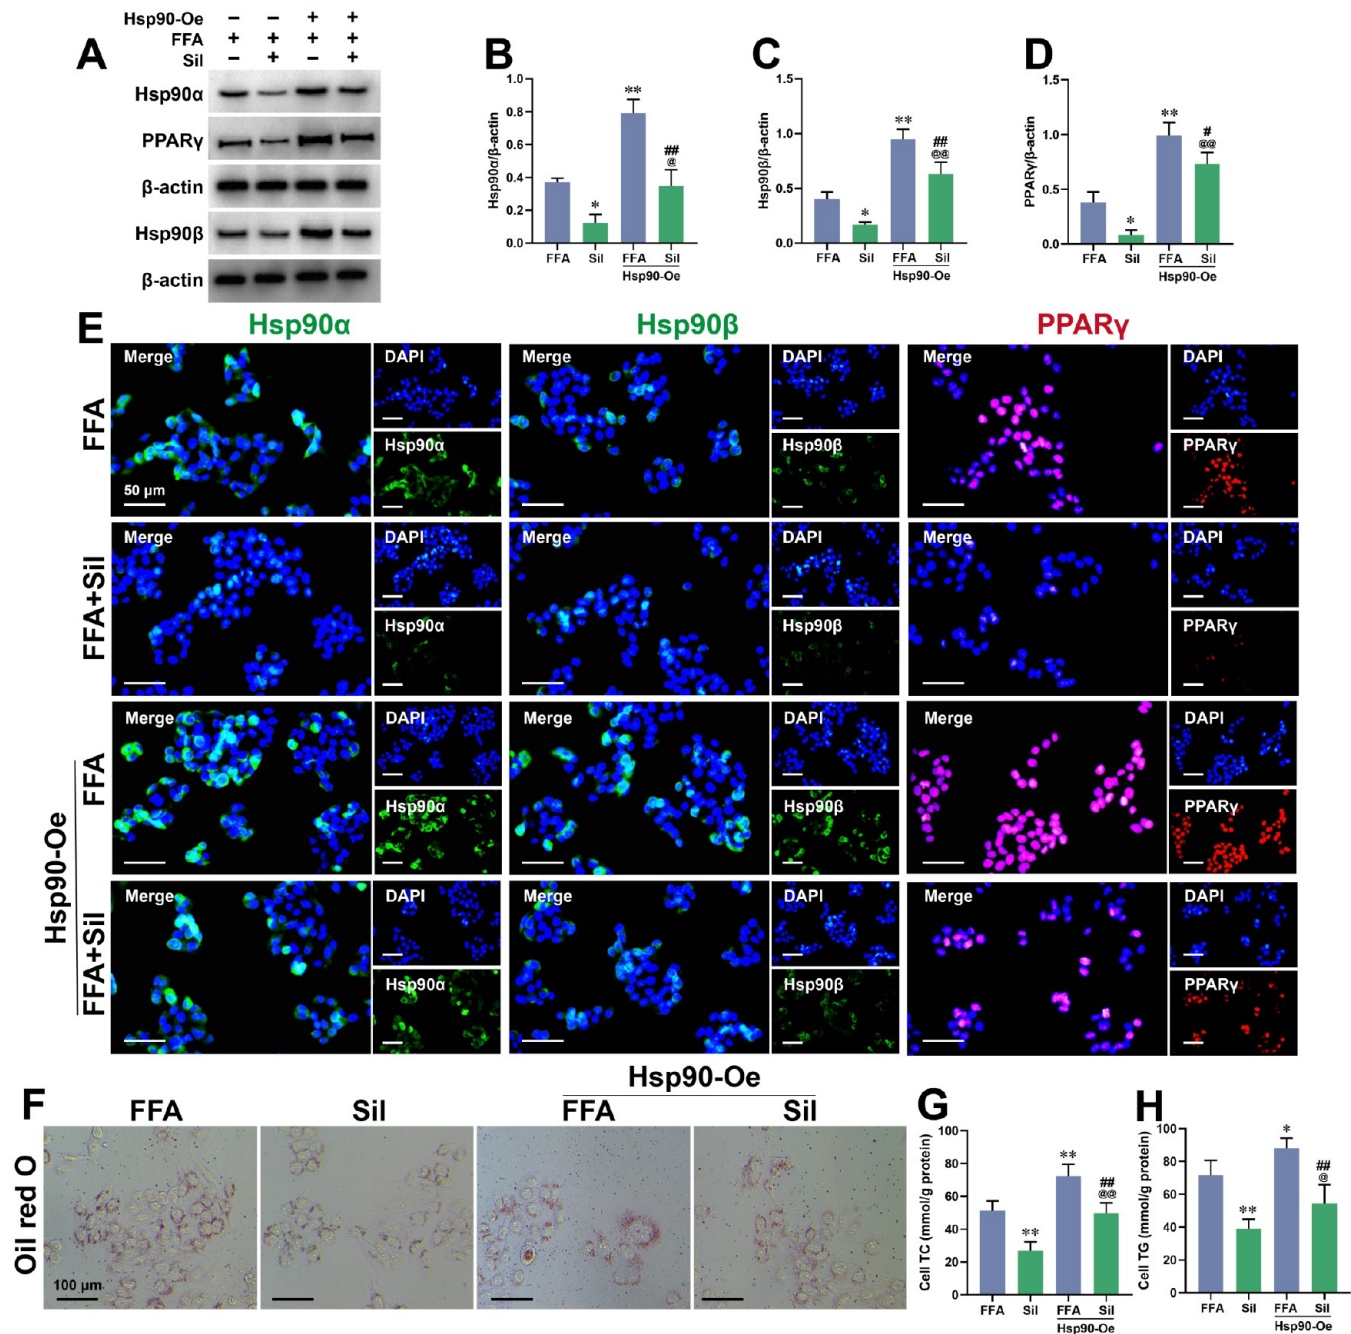 Hsp90-Oe − − + +
FFA + + + +
Sil − + − +
A
Hsp90α
PPARγ
β-actin
Hsp90β
β-actin
B
Hsp90α/β-actin
1.0
0.8
0.6
0.4
0.2
0.0
**
*
##
@
FFA Sil FFA Sil
Hsp90-Oe
C
Hsp90β/β-actin
1.5
1.0
0.5
0.0
**
*
##
@@
FFA Sil FFA Sil
Hsp90-Oe
D
PPARγ/β-actin
1.5
1.0
0.5
0.0
**
*
#
@@
FFA Sil FFA Sil
Hsp90-Oe
E
Hsp90α Hsp90β PPARγ
FFA
Merge DAPI Merge DAPI Merge DAPI
Hsp90α Hsp90β PPARγ
50 μm
FFA+Sil
Merge DAPI Merge DAPI Merge DAPI
Hsp90α Hsp90β PPARγ
Hsp90-Oe
FFA
Merge DAPI Merge DAPI Merge DAPI
Hsp90α Hsp90β PPARγ
FFA+Sil
Merge DAPI Merge DAPI Merge DAPI
Hsp90α Hsp90β PPARγ
F
Hsp90-Oe
FFA Sil FFA Sil
Oil red O
100 μm
G
Cell TC (mmol/g protein)
100
80
60
40
20
0
**
**
##
@@
FFA Sil FFA Sil
Hsp90-Oe
H
Cell TG (mmol/g protein)
100
80
60
40
20
0
*
**
##
@
FFA Sil FFA Sil
Hsp90-Oe